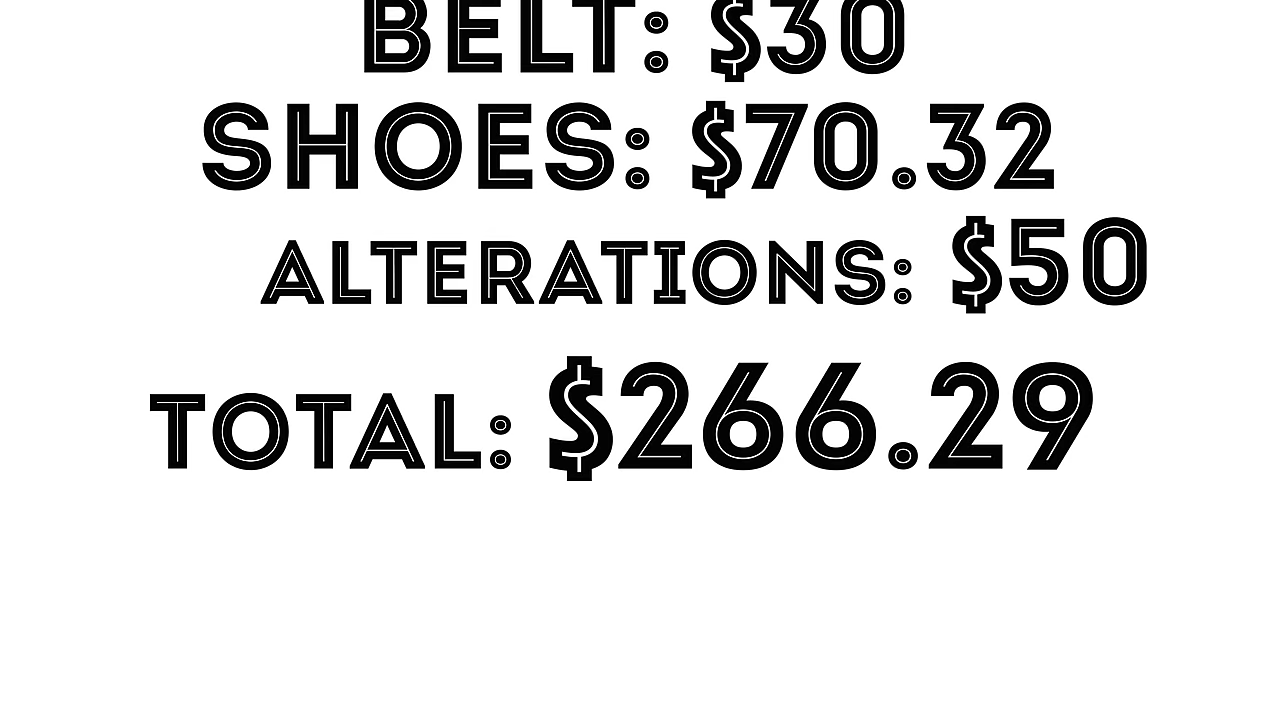 BELT: $30
SHOES: $70.32
ALTERATIONS: $50
TOTAL: $266.29